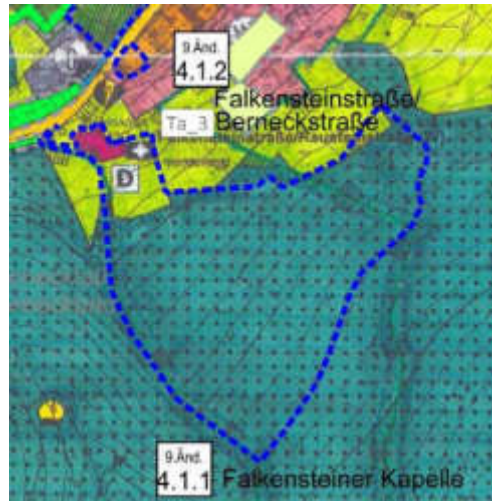 9.Änd.
4.1.2
Falkensteinstraße/
Ta_3 Berneckstraße
D
9.Änd.
4.1.1 Falkensteiner Kapelle